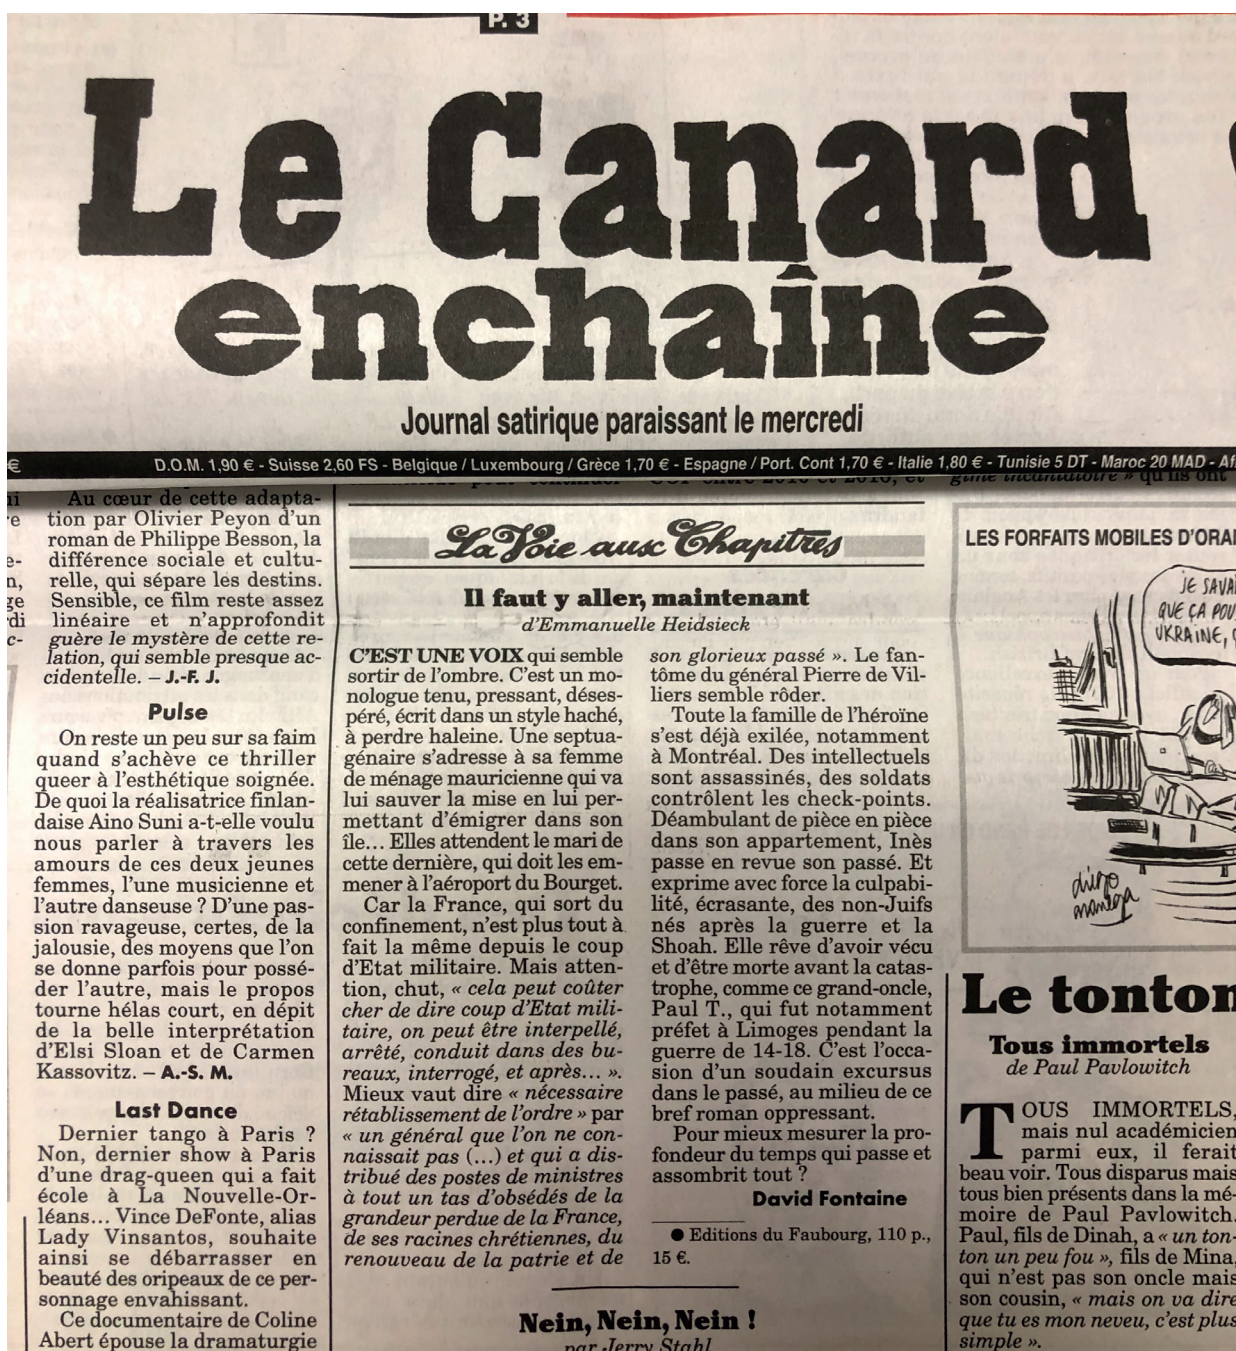 P. 3
Le Canard
enchaîné
Journal satirique paraissant le mercredi
€ D.O.M. 1,90 € - Suisse 2,60 FS - Belgique / Luxembourg / Grèce 1,70 € - Espagne / Port. Cont 1,70 € - Italie 1,80 € - Tunisie 5 DT - Maroc 20 MAD - Af
Au cœur de cette adapta-
tion par Olivier Peyon d'un
roman de Philippe Besson, la
différence sociale et cultu-
relle, qui sépare les destins.
Sensible, ce film reste assez
linéaire et n'approfondit
guère le mystère de cette re-
lation, qui semble presque ac-
cidentelle. – J.-F. J.
Pulse
On reste un peu sur sa faim
quand s'achève ce thriller
queer à l'esthétique soignée.
De quoi la réalisatrice finlan-
daise Aino Suni a-t-elle voulu
nous parler à travers les
amours de ces deux jeunes
femmes, l'une musicienne et
l'autre danseuse ? D'une pas-
sion ravageuse, certes, de la
jalousie, des moyens que l'on
se donne parfois pour possé-
der l'autre, mais le propos
tourne hélas court, en dépit
de la belle interprétation
d'Elsi Sloan et de Carmen
Kassovitz. – A.-S. M.
Last Dance
Dernier tango à Paris ?
Non, dernier show à Paris
d'une drag-queen qui a fait
école à La Nouvelle-Or-
léans... Vince DeFonte, alias
Lady Vinsantos, souhaite
ainsi se débarrasser en
beauté des oripeaux de ce per-
sonnage envahissant.
Ce documentaire de Coline
Abert épouse la dramaturgie
La Voie aux Chapitres
Il faut y aller, maintenant
d'Emmanuelle Heidsieck
C'EST UNE VOIX qui semble
sortir de l'ombre. C'est un mo-
nologue tenu, pressant, déses-
péré, écrit dans un style haché,
à perdre haleine. Une septua-
génaire s'adresse à sa femme
de ménage mauricienne qui va
lui sauver la mise en lui per-
mettant d'émigrer dans son
île... Elles attendent le mari de
cette dernière, qui doit les em-
mener à l'aéroport du Bourget.
Car la France, qui sort du
confinement, n'est plus tout à
fait la même depuis le coup
d'Etat militaire. Mais atten-
tion, chut, « cela peut coûter
cher de dire coup d'Etat mili-
taire, on peut être interpellé,
arrêté, conduit dans des bu-
reaux, interrogé, et après... ».
Mieux vaut dire « nécessaire
rétablissement de l'ordre » par
« un général que l'on ne con-
naissait pas (...) et qui a dis-
tribué des postes de ministres
à tout un tas d'obsédés de la
grandeur perdue de la France,
de ses racines chrétiennes, du
renouveau de la patrie et de
son glorieux passé ». Le fan-
tôme du général Pierre de Vil-
liers semble rôder.
Toute la famille de l'héroïne
s'est déjà exilée, notamment
à Montréal. Des intellectuels
sont assassinés, des soldats
contrôlent les check-points.
Déambulant de pièce en pièce
dans son appartement, Inès
passe en revue son passé. Et
exprime avec force la culpabi-
lité, écrasante, des non-Juifs
nés après la guerre et la
Shoah. Elle rêve d'avoir vécu
et d'être morte avant la catas-
trophe, comme ce grand-oncle,
Paul T., qui fut notamment
préfet à Limoges pendant la
guerre de 14-18. C'est l'occa-
sion d'un soudain excursus
dans le passé, au milieu de ce
bref roman oppressant.
Pour mieux mesurer la pro-
fondeur du temps qui passe et
assombrit tout ?
David Fontaine
● Editions du Faubourg, 110 p.,
15 €.
Nein, Nein, Nein !
par Jerry Stahl
gime incantatoire » qu'ils ont
LES FORFAITS MOBILES D'ORA
JE SAVA
QUE ÇA POU
UKRAINE,
diego
aranega
Le tonton
Tous immortels
de Paul Pavlowitch
TOUS IMMORTELS,
mais nul académicien
parmi eux, il ferait
beau voir. Tous disparus mais
tous bien présents dans la mé-
moire de Paul Pavlowitch.
Paul, fils de Dinah, a « un ton-
ton un peu fou », fils de Mina,
qui n'est pas son oncle mais
son cousin, « mais on va dire
que tu es mon neveu, c'est plus
simple ».